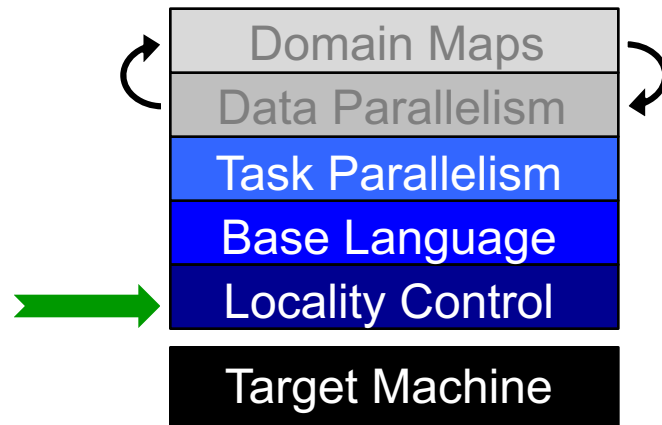 Domain Maps
Data Parallelism
Task Parallelism
Base Language
Locality Control
Target Machine